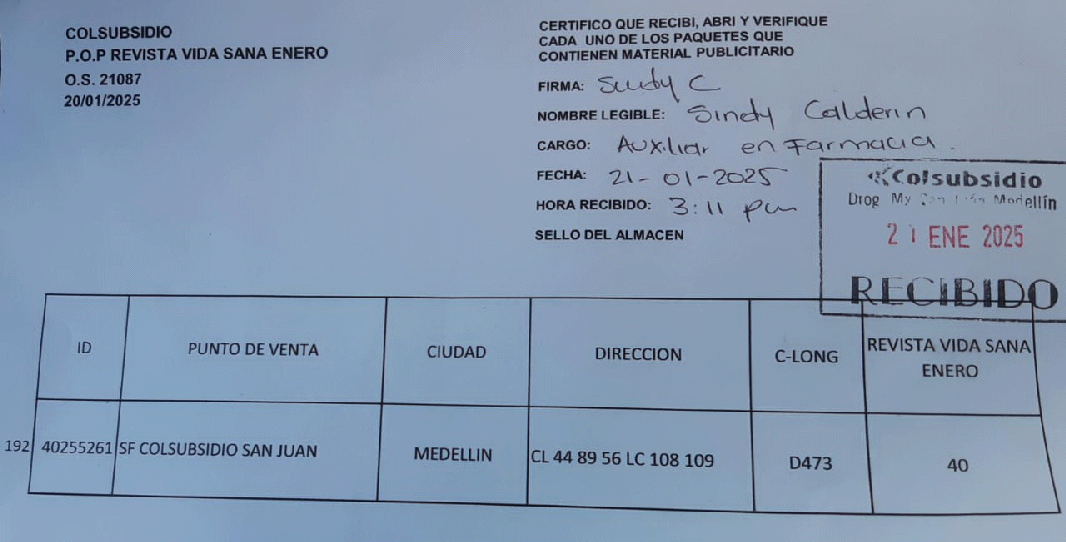 COLSUBSIDIO
P.O.P REVISTA VIDA SANA ENERO
O.S. 21087
20/01/2025
CERTIFICO QUE RECIBI, ABRI Y VERIFIQUE
CADA UNO DE LOS PAQUETES QUE
CONTIENEN MATERIAL PUBLICITARIO
FIRMA: Sindy C
NOMBRE LEGIBLE: Sindy Calderin
CARGO: Auxiliar en Farmacia.
FECHA: 21-01-2025
HORA RECIBIDO: 3:11 pm
SELLO DEL ALMACEN
Colsubsidio
Drog My Medellín
21 ENE 2025
RECIBIDO
ID PUNTO DE VENTA CIUDAD DIRECCION C-LONG REVISTA VIDA SANA ENERO
192 40255261 SF COLSUBSIDIO SAN JUAN MEDELLIN CL 44 89 56 LC 108 109 D473 40